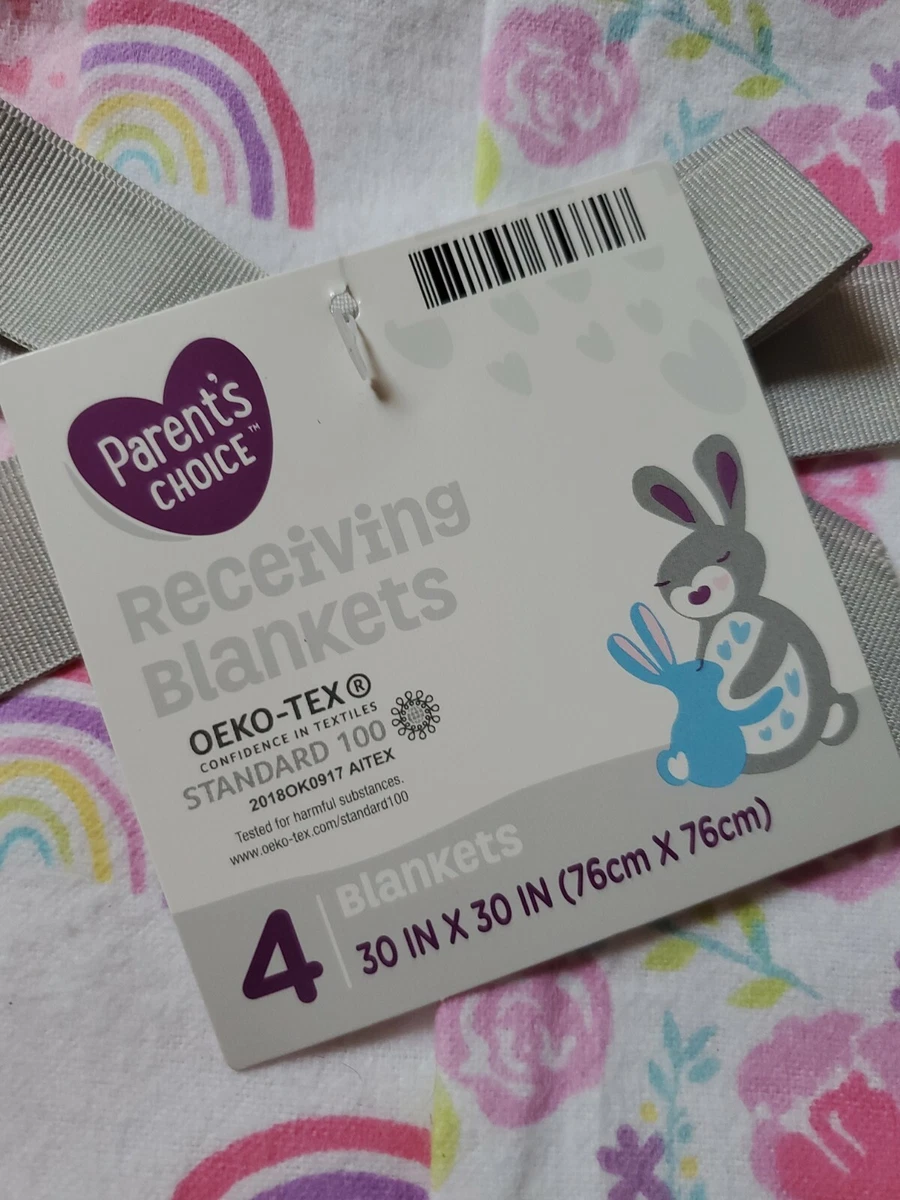 Parent's
CHOICE™
Receiving
Blankets
OEKO-TEX®
CONFIDENCE IN TEXTILES
STANDARD 100
2018OK0917 AITEX
Tested for harmful substances.
www.oeko-tex.com/standard100
4
Blankets
30 IN X 30 IN (76cm X 76cm)